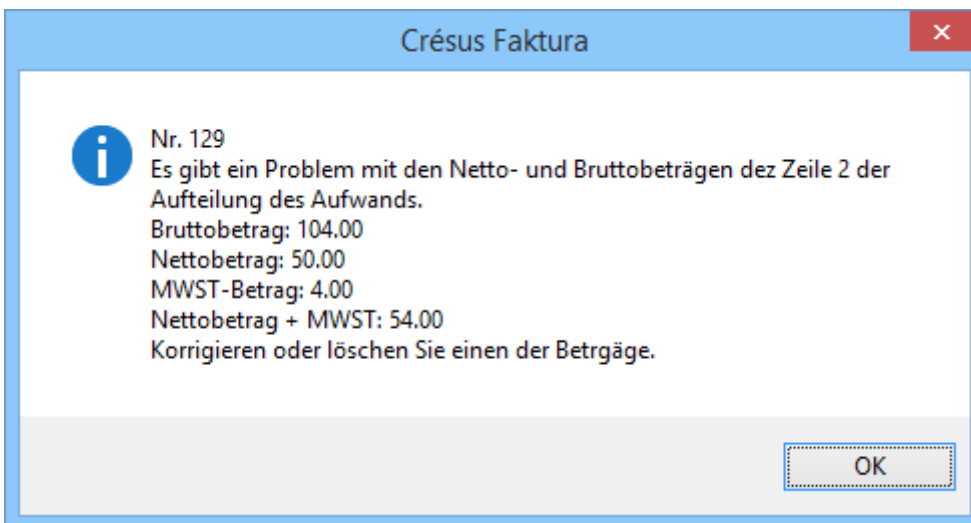 Crésus Faktura
Nr. 129
Es gibt ein Problem mit den Netto- und Bruttobeträgen dez Zeile 2 der
Aufteilung des Aufwands.
Bruttobetrag: 104.00
Nettobetrag: 50.00
MWST-Betrag: 4.00
Nettobetrag + MWST: 54.00
Korrigieren oder löschen Sie einen der Betrgäge.
OK